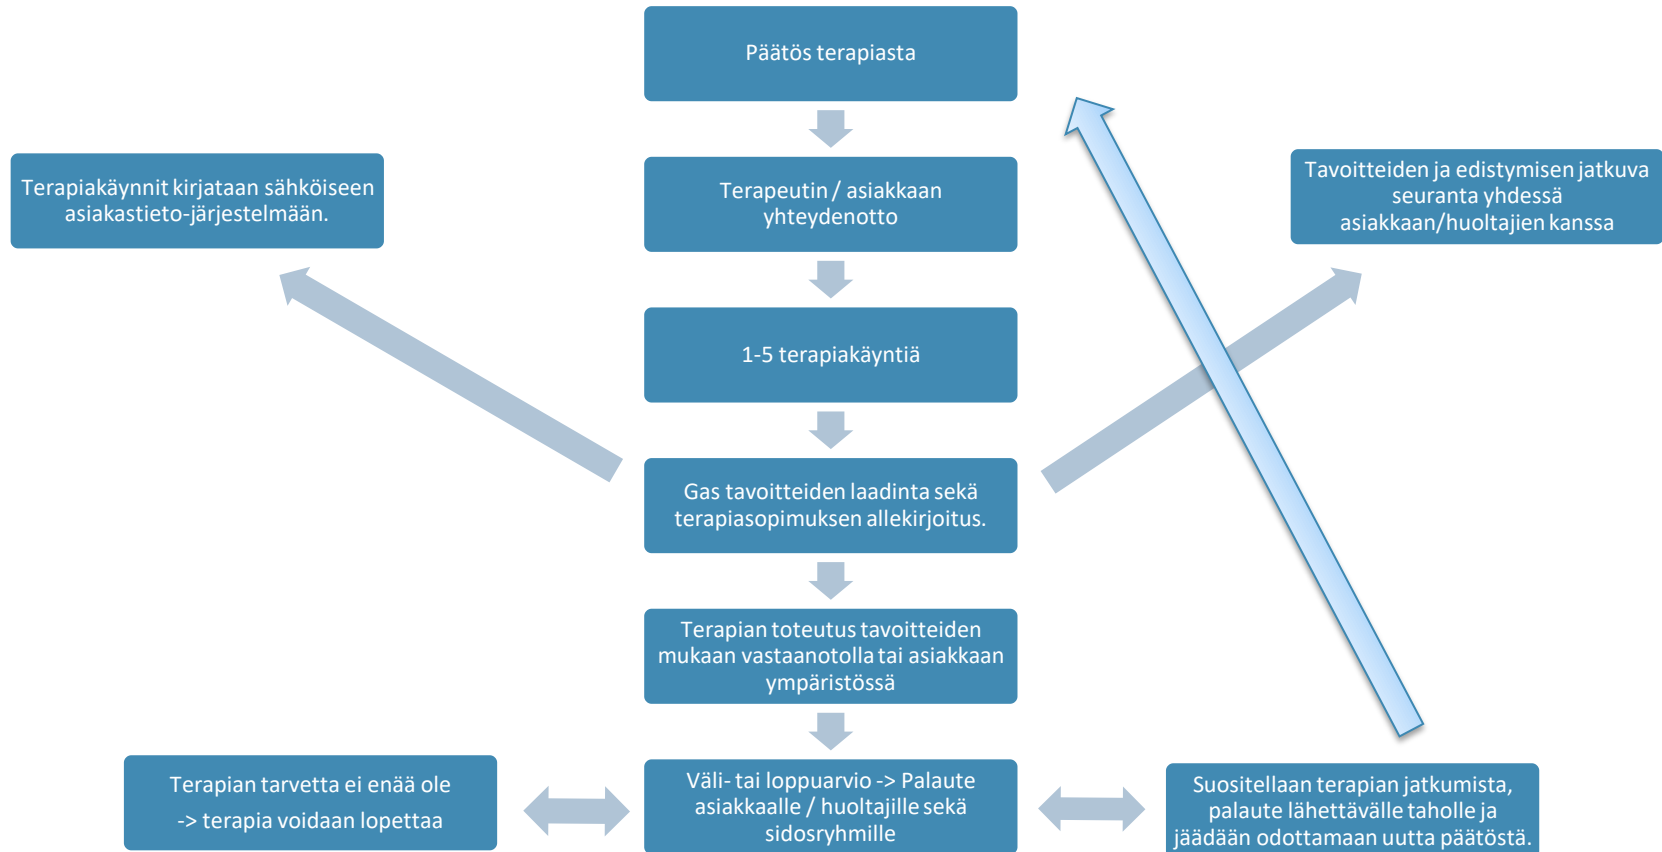 Päätös terapiasta
Terapeutin / asiakkaan
yhteydenotto
Terapiakäynnit kirjataan sähköiseen
asiakastieto-järjestelmään.
Tavoitteiden ja edistymisen jatkuva
seuranta yhdessä
asiakkaan/huoltajien kanssa
1-5 terapiakäyntiä
Gas tavoitteiden laadinta sekä
terapiasopimuksen allekirjoitus.
Terapian toteutus tavoitteiden
mukaan vastaanotolla tai asiakkaan
ympäristössä
Terapian tarvetta ei enää ole
-> terapia voidaan lopettaa
Väli- tai loppuarvio -> Palaute
asiakkaalle / huoltajille sekä
sidosryhmille
Suositellaan terapian jatkumista,
palaute lähettävälle taholle ja
jäädään odottamaan uutta päätöstä.